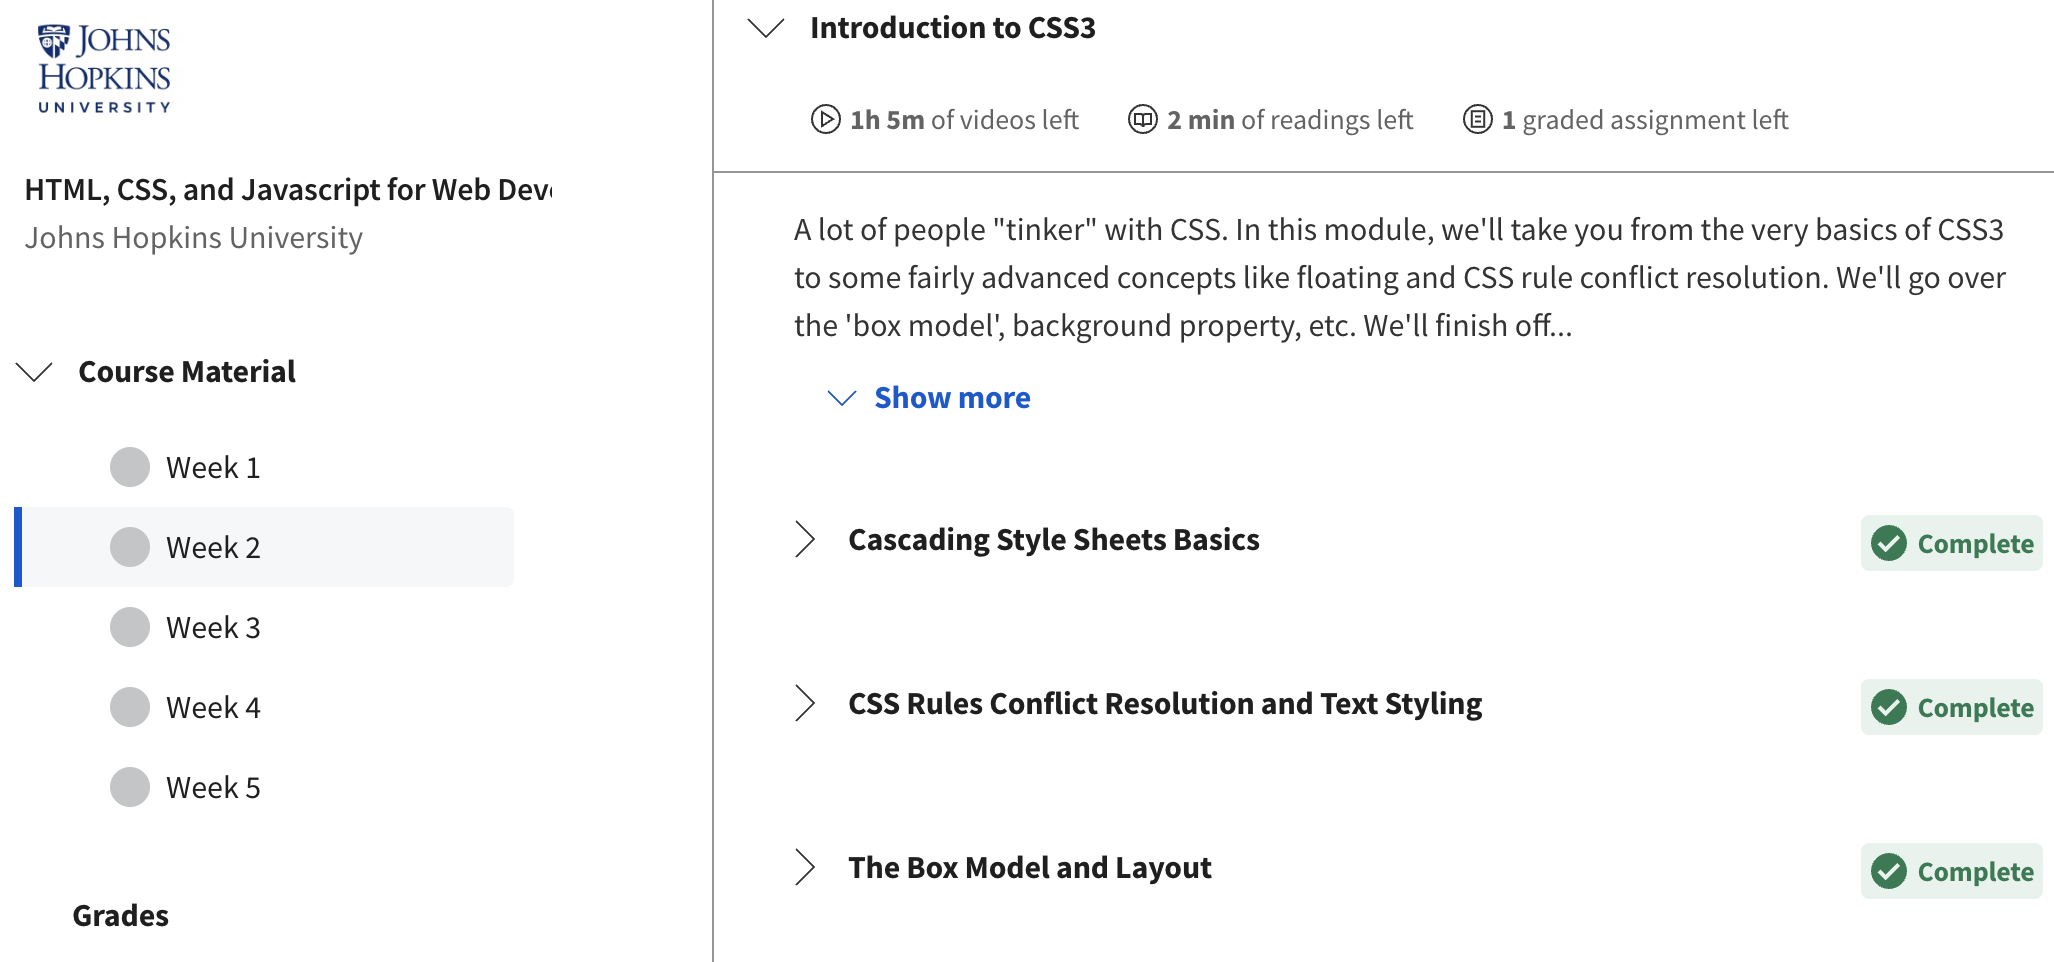 JOHNS
HOPKINS
UNIVERSITY
HTML, CSS, and Javascript for Web Deve
Johns Hopkins University
Course Material
Week 1
Week 2
Week 3
Week 4
Week 5
Grades
Introduction to CSS3
1h 5m of videos left
2 min of readings left
1 graded assignment left
A lot of people "tinker" with CSS. In this module, we'll take you from the very basics of CSS3
to some fairly advanced concepts like floating and CSS rule conflict resolution. We'll go over
the 'box model', background property, etc. We'll finish off...
Show more
Cascading Style Sheets Basics
Complete
CSS Rules Conflict Resolution and Text Styling
Complete
The Box Model and Layout
Complete